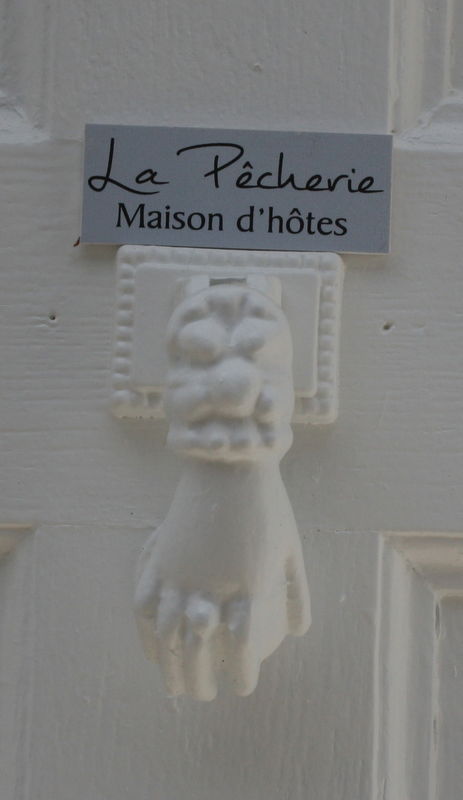 La Pêcherie
Maison d'hôtes